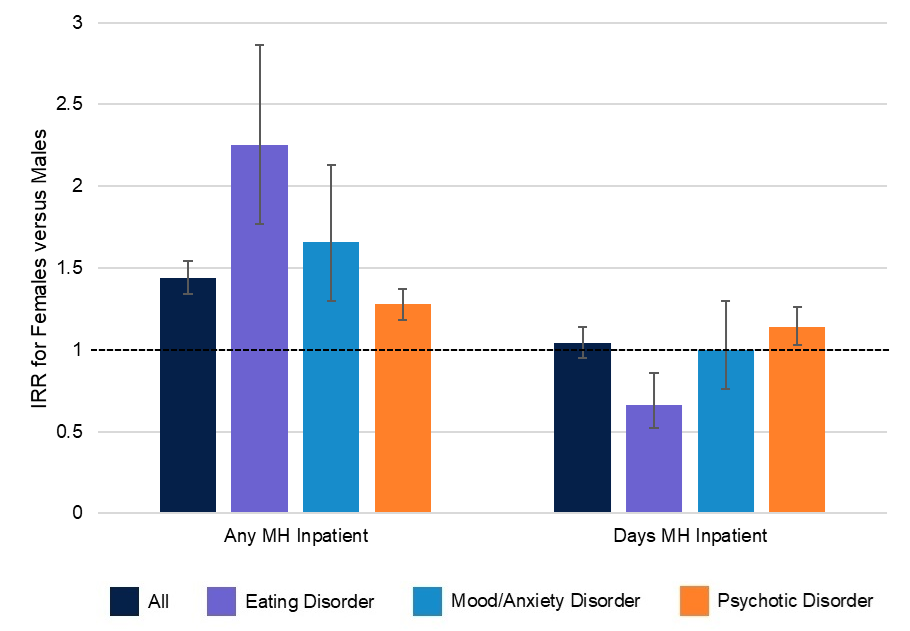 IRR for Females versus Males
3
2.5
2
1.5
1
0.5
0
Any MH Inpatient
Days MH Inpatient
All
Eating Disorder
Mood/Anxiety Disorder
Psychotic Disorder